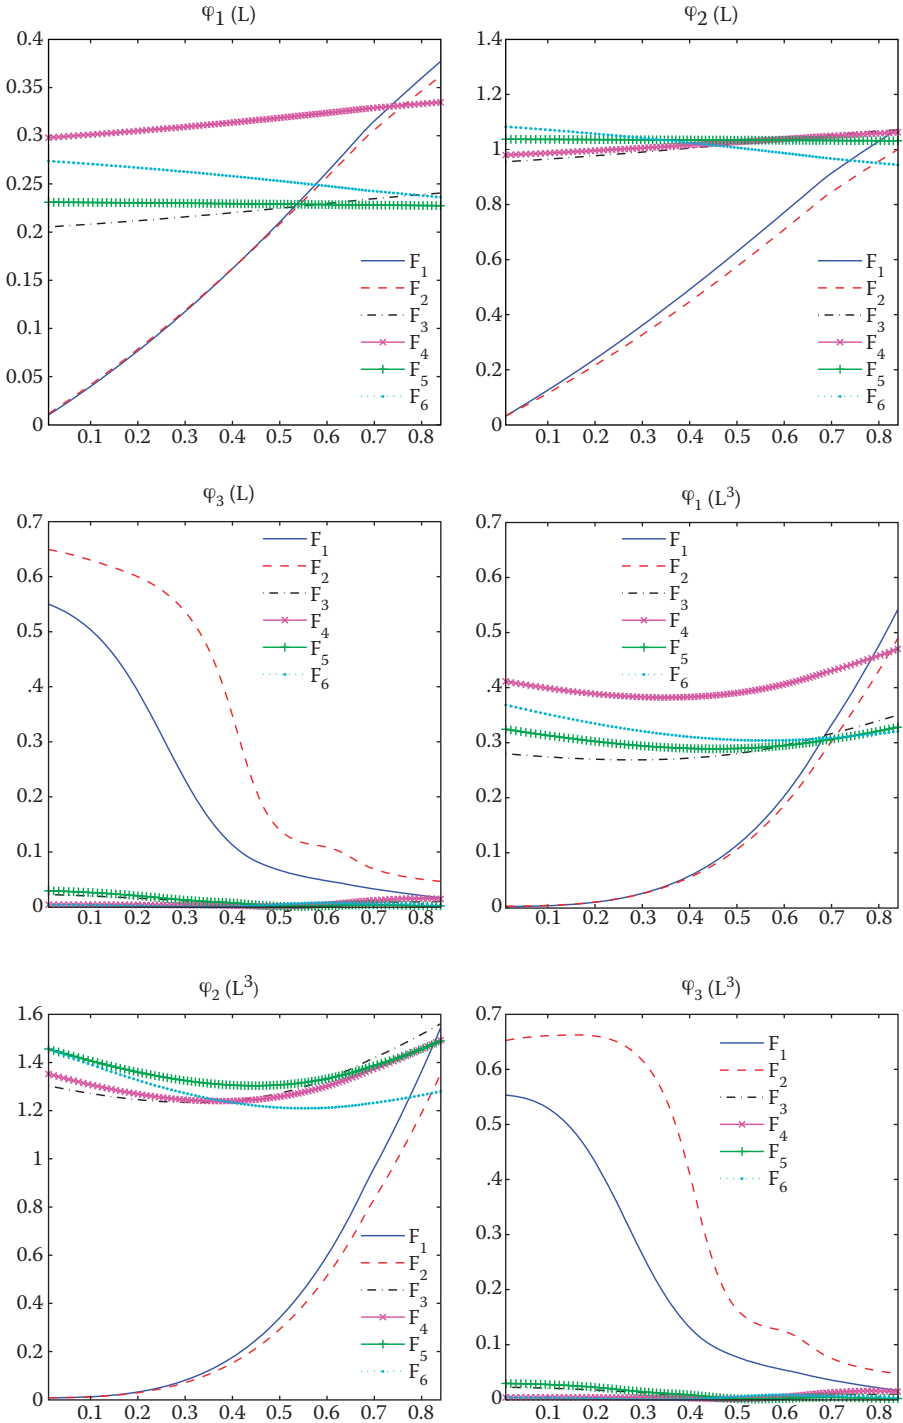 φ₁ (L)
0.4
0.35
0.3
0.25
0.2
0.15
0.1
0.05
0
F₁
F₂
F₃
F₄
F₅
F₆
0.1 0.2 0.3 0.4 0.5 0.6 0.7 0.8
φ₂ (L)
1.4
1.2
1
0.8
0.6
0.4
0.2
0
F₁
F₂
F₃
F₄
F₅
F₆
0.1 0.2 0.3 0.4 0.5 0.6 0.7 0.8
φ₃ (L)
0.7
0.6
0.5
.4
0.3
0.2
0.1
0
F₁
F₂
F₃
F₄
F₅
F₆
0.1 0.2 0.3 0.4 0.5 0.6 0.7 0.8
φ₁ (L³)
0.7
0.6
0.5
.4
0.3
0.2
0.1
0
F₁
F₂
F₃
F₄
F₅
F₆
0.1 0.2 0.3 0.4 0.5 0.6 0.7 0.8
φ₂ (L³)
1.6
1.4
1.2
1
0.8
0.6
0.4
0.2
0
F₁
F₂
F₃
F₄
F₅
F₆
0.1 0.2 0.3 0.4 0.5 0.6 0.7 0.8
φ₃ (L³)
0.7
0.6
0.5
.4
0.3
0.2
0.1
0
F₁
F₂
F₃
F₄
F₅
F₆
0.1 0.2 0.3 0.4 0.5 0.6 0.7 0.8